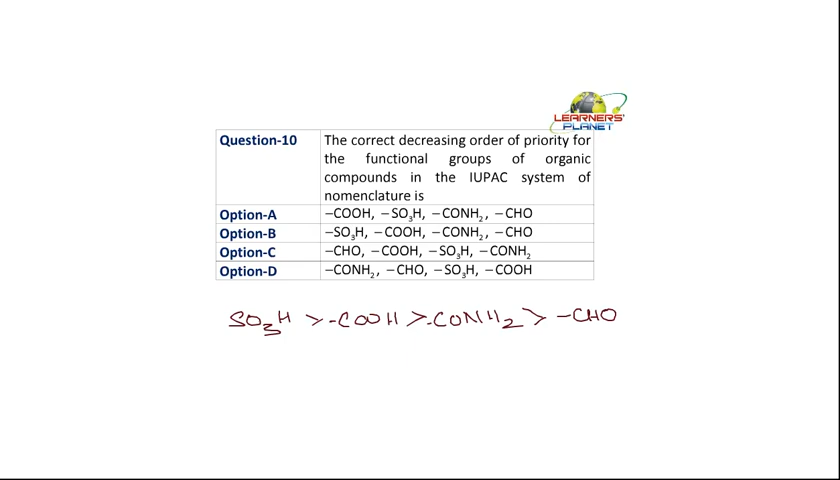 LEARNERS'
PLANET
Question-10 The correct decreasing order of priority for
the functional groups of organic
compounds in the IUPAC system of
nomenclature is
Option-A –COOH, –SO₃H, –CONH₂, –CHO
Option-B –SO₃H, –COOH, –CONH₂, –CHO
Option-C –CHO, –COOH, –SO₃H, –CONH₂
Option-D –CONH₂, –CHO, –SO₃H, –COOH
SO₃H > -COOH > -CONH₂ > -CHO